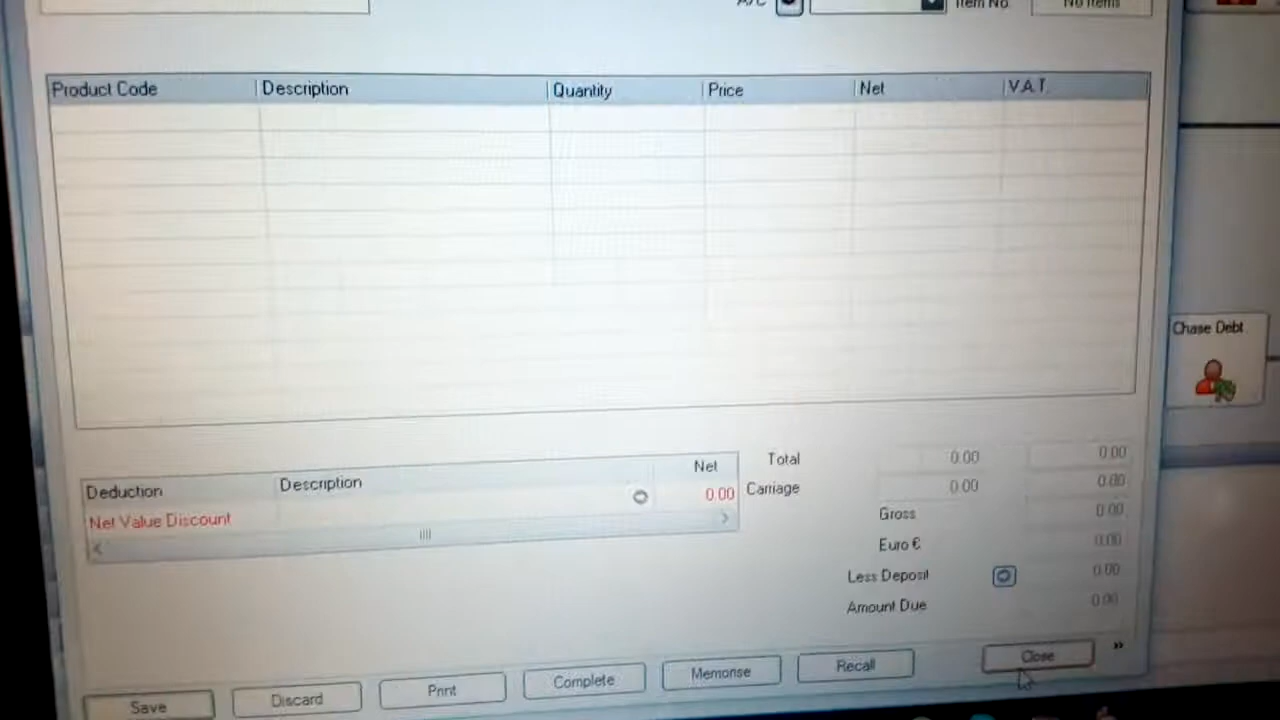 A/C Item No No Items
Product Code Description Quantity Price Net V.A.T.
Chase Debt
Deduction Description Net
Net Value Discount 0.00
Total 0.00 0.00
Carriage 0.00 0.00
Gross 0.00
Euro € 0.00
Less Deposit 0.00
Amount Due 0.00
Save Discard Print Complete Memorise Recall Close »